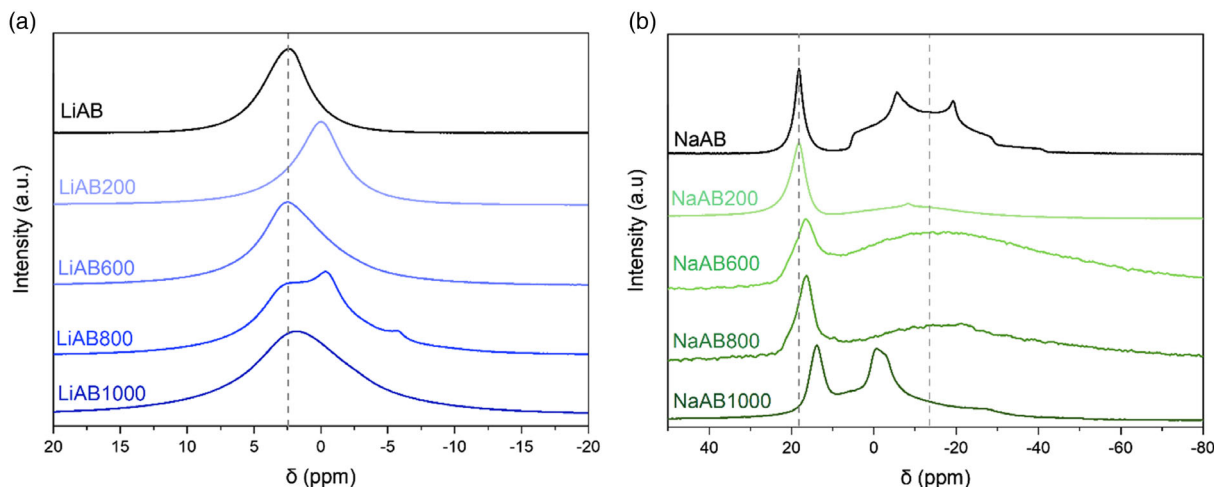 (a)
Intensity (a.u.)
LiAB
LiAB200
LiAB600
LiAB800
LiAB1000
20 15 10 5 0 -5 -10 -15 -20
δ (ppm)
(b)
Intensity (a.u)
NaAB
NaAB200
NaAB600
NaAB800
NaAB1000
40 20 0 -20 -40 -60 -80
δ (ppm)